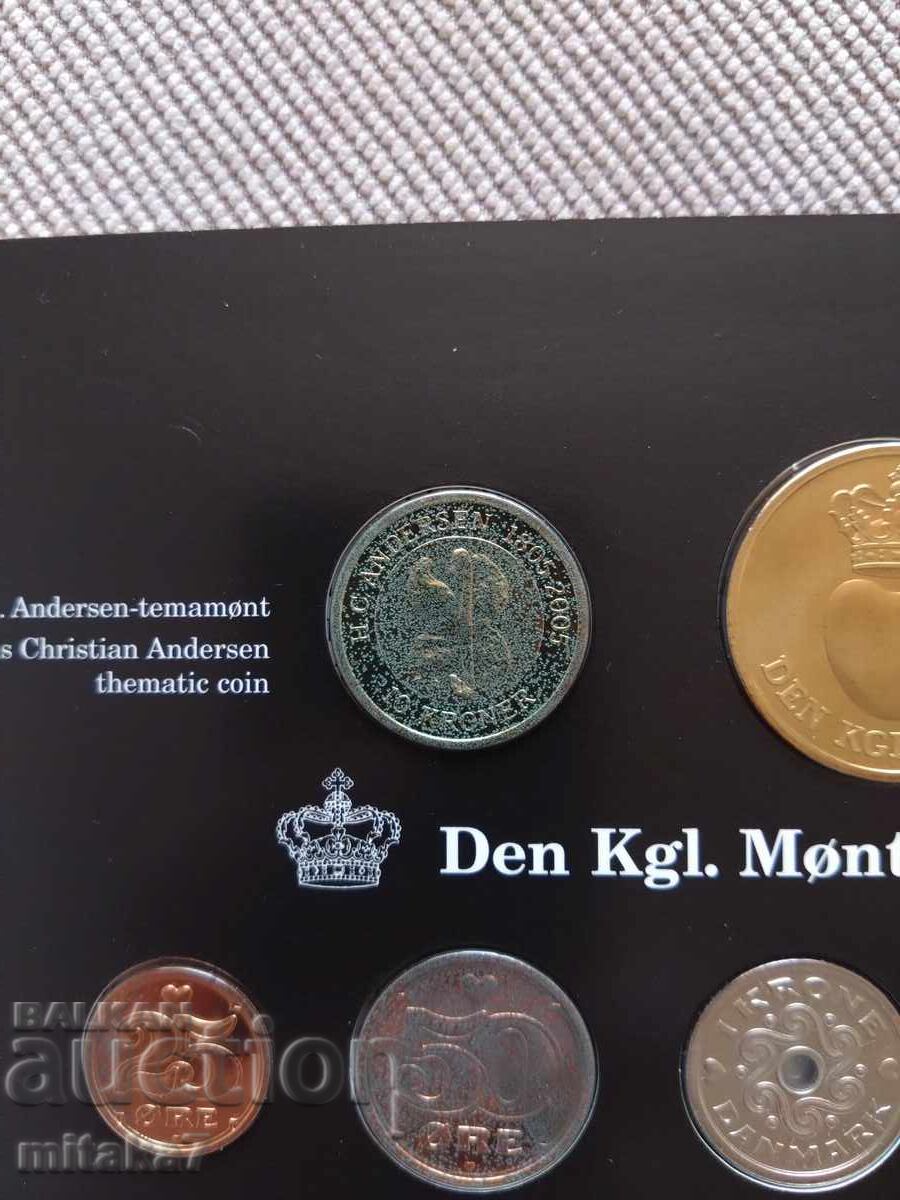 H.C. ANDERSEN 1805-2005
10 KRONER
. Andersen-temamønt
s Christian Andersen
thematic coin
DEN KGL
Den Kgl. Mønt
25
ØRE
50
ØRE
1 KRONE
DANMARK
BALKAN
auction
mitaka7